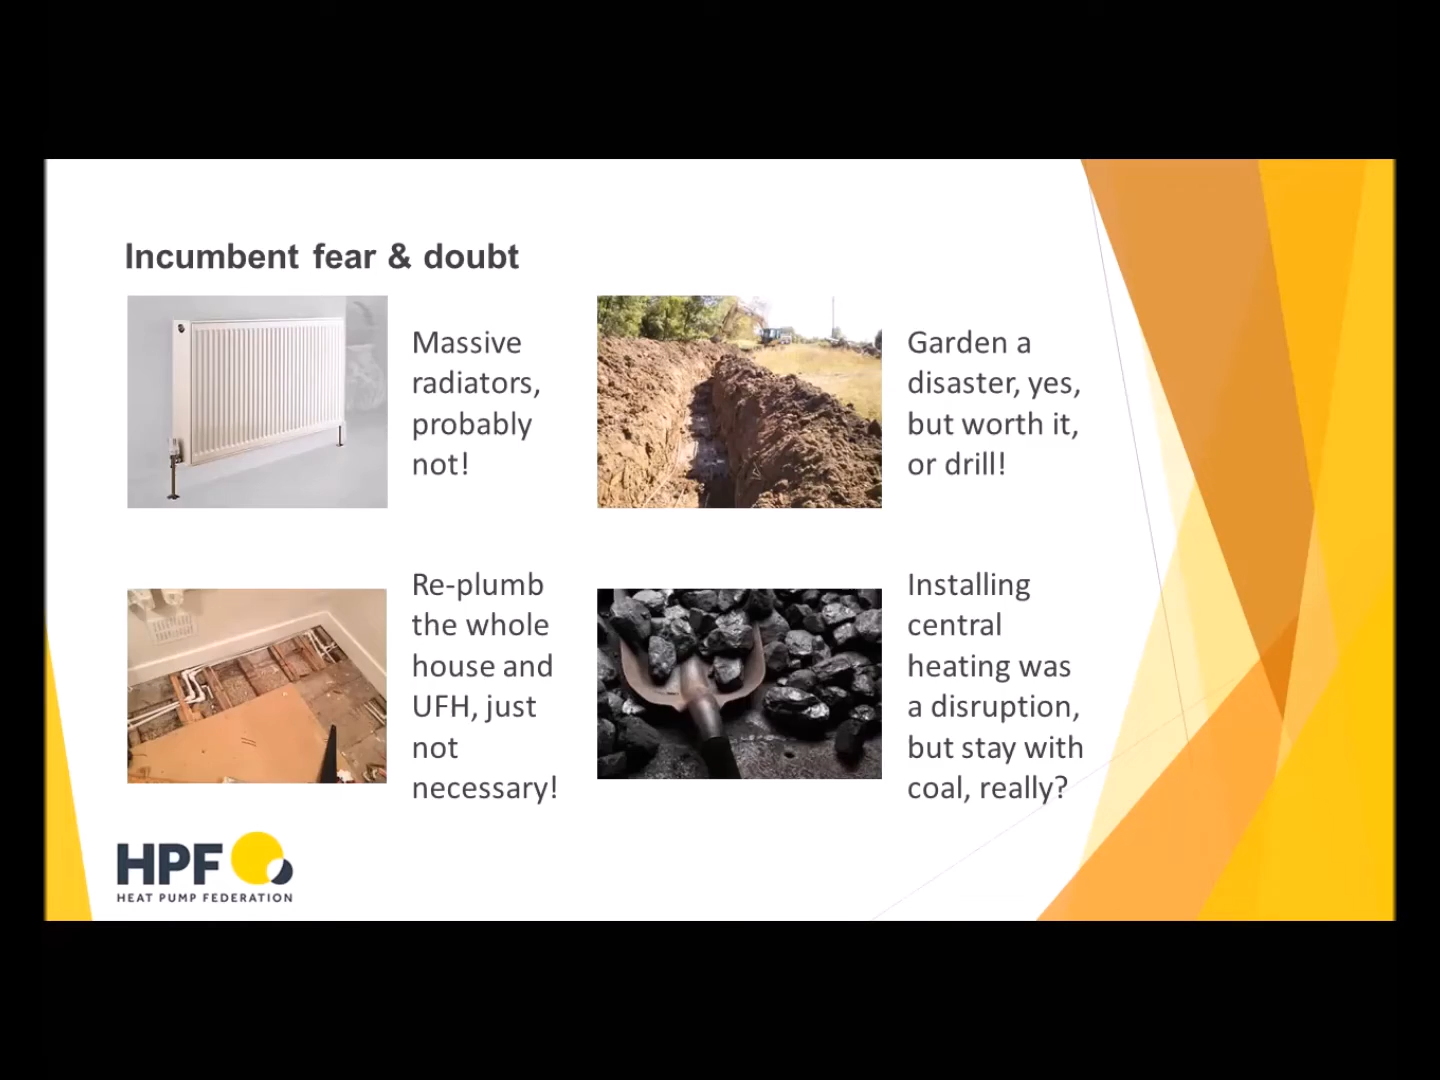 Incumbent fear & doubt
Massive
radiators,
probably
not!
Garden a
disaster, yes,
but worth it,
or drill!
Re-plumb
the whole
house and
UFH, just
not
necessary!
Installing
central
heating was
a disruption,
but stay with
coal, really?
HPF
HEAT PUMP FEDERATION